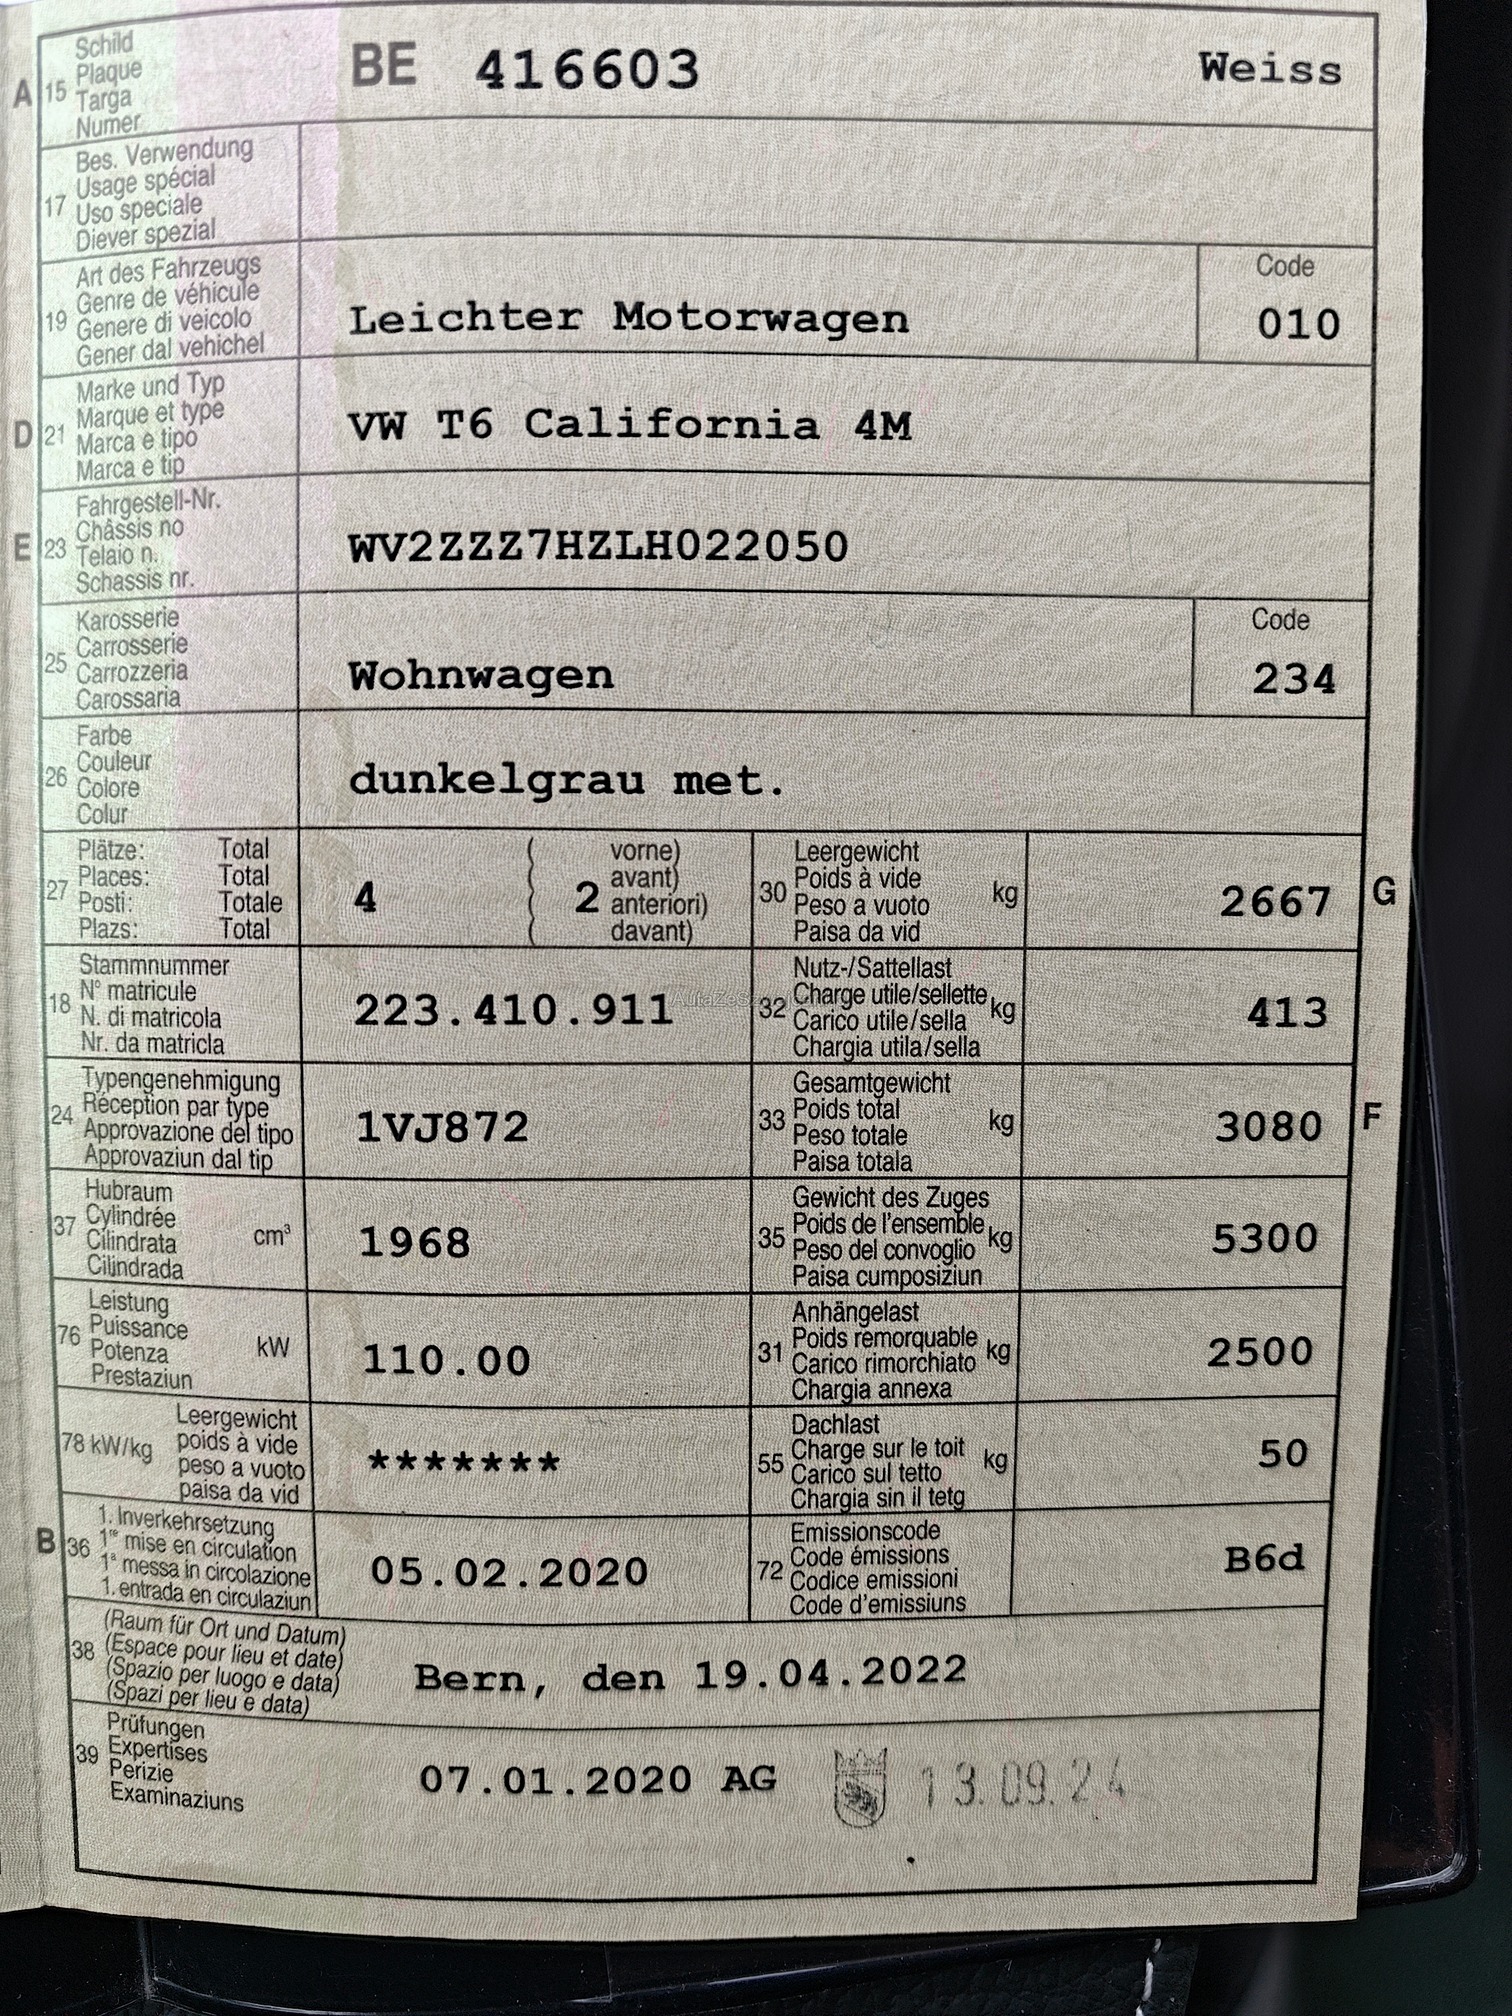 A 15 Schild
Plaque
Targa
Numer
BE 416603 Weiss
17 Bes. Verwendung
Usage spécial
Uso speciale
Diever spezial
19 Art des Fahrzeugs
Genre de véhicule
Genere di veicolo
Gener dal vehichel
Leichter Motorwagen
Code
010
D 21 Marke und Typ
Marque et type
Marca e tipo
Marca e tip
VW T6 California 4M
E 23 Fahrgestell-Nr.
Châssis no
Telaio n.
Schassis nr.
WV2ZZZ7HZLH022050
25 Karosserie
Carrosserie
Carrozzeria
Carossaria
Wohnwagen
Code
234
26 Farbe
Couleur
Colore
Colur
dunkelgrau met.
27 Plätze: Total
Places: Total
Posti: Totale
Plazs: Total
4 ( 2 vorne)
avant)
anteriori)
davant)
30 Leergewicht
Poids à vide
Peso a vuoto
Paisa da vid
kg
2667 G
18 Stammnummer
N° matricule
N. di matricola
Nr. da matricla
223.410.911
32 Nutz-/Sattellast
Charge utile/sellette
Carico utile/sella
Chargia utila/sella
kg
413
24 Typengenehmigung
Réception par type
Approvazione del tipo
Approvaziun dal tip
1VJ872
33 Gesamtgewicht
Poids total
Peso totale
Paisa totala
kg
3080 F
37 Hubraum
Cylindrée
Cilindrata
Cilindrada
cm³
1968
35 Gewicht des Zuges
Poids de l'ensemble
Peso del convoglio
Paisa cumposiziun
kg
5300
76 Leistung
Puissance
Potenza
Prestaziun
kW
110.00
31 Anhängelast
Poids remorquable
Carico rimorchiato
Chargia annexa
kg
2500
78 kW/kg Leergewicht
poids à vide
peso a vuoto
paisa da vid
*******
55 Dachlast
Charge sur le toit
Carico sul tetto
Chargia sin il tetg
kg
50
B 36 1. Inverkehrsetzung
1re mise en circulation
1a messa in circolazione
1. entrada en circulaziun
05.02.2020
72 Emissionscode
Code émissions
Codice emissioni
Code d'emissiuns
B6d
38 (Raum für Ort und Datum)
(Espace pour lieu et date)
(Spazio per luogo e data)
(Spazi per lieu e data)
Bern, den 19.04.2022
39 Prüfungen
Expertises
Perizie
Examinaziuns
07.01.2020 AG 13.09.24